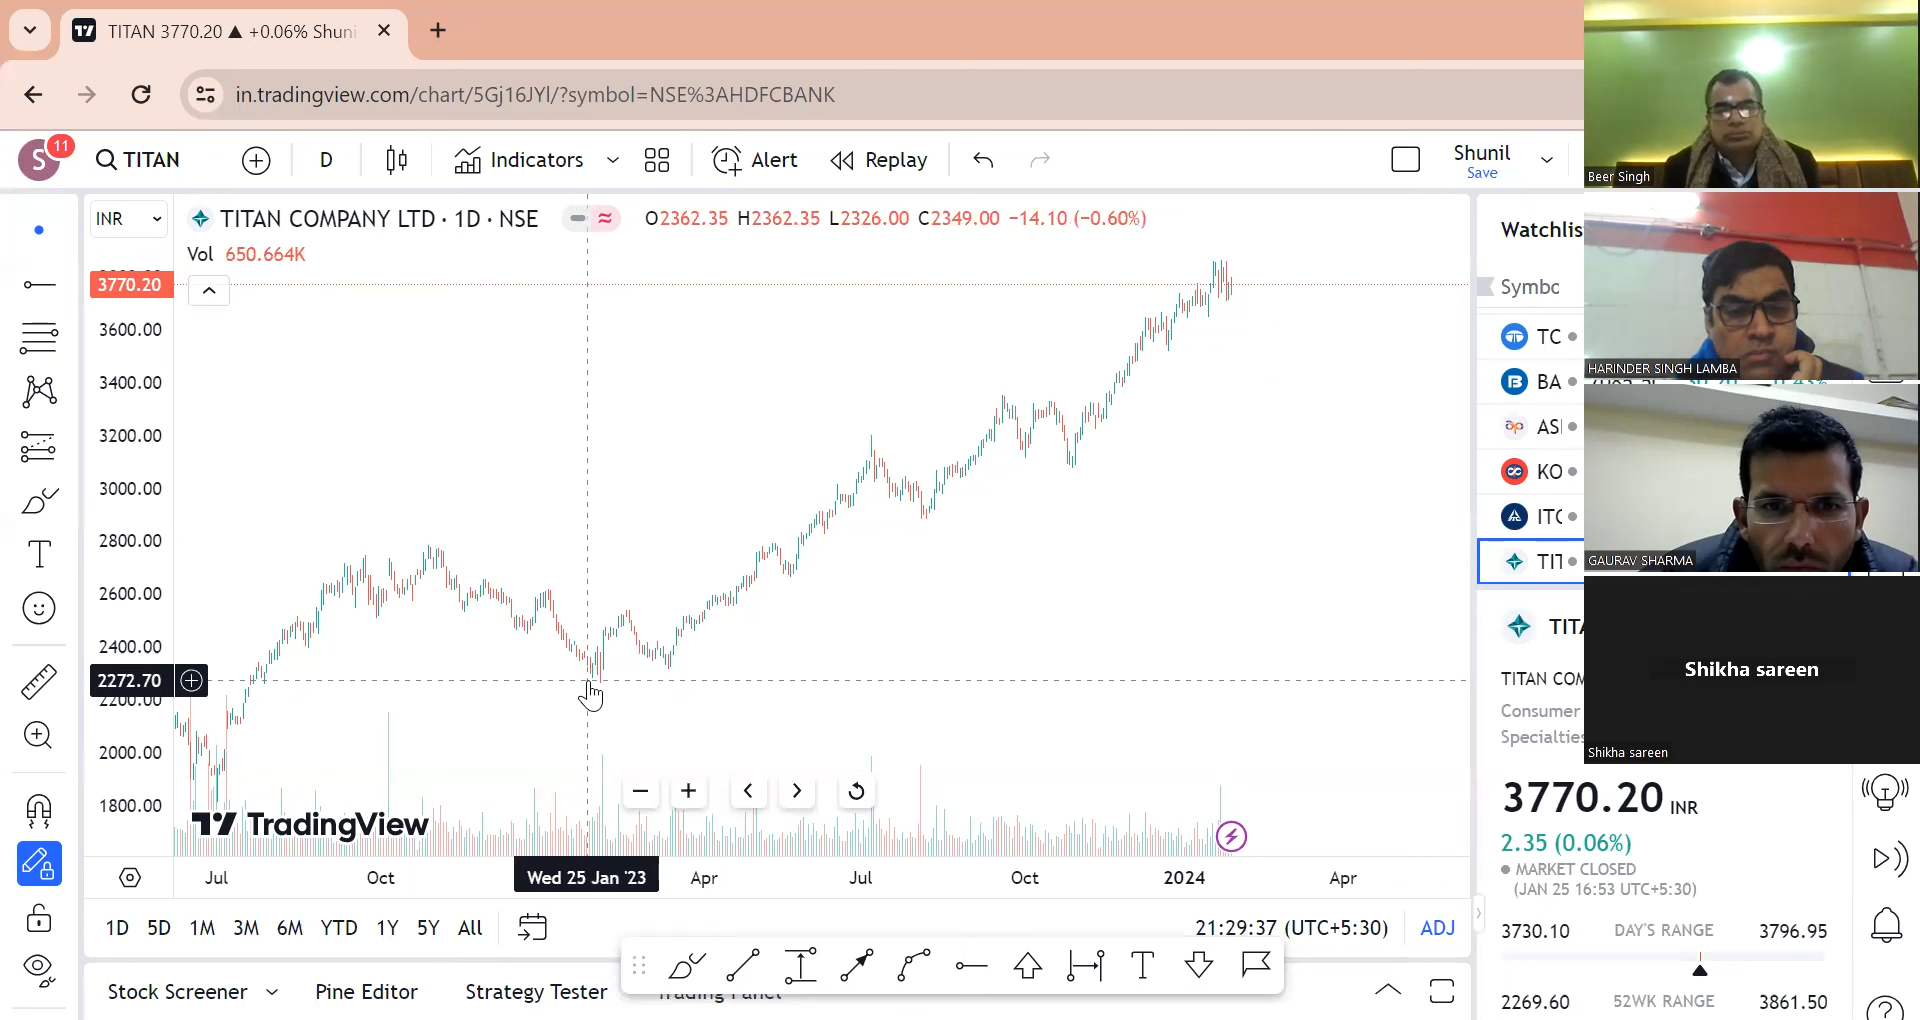 TITAN 3770.20 ▲ +0.06% Shuni
in.tradingview.com/chart/5Gj16JYl/?symbol=NSE%3AHDFCBANK
S 11 TITAN D Indicators Alert Replay Shunil
Save
INR TITAN COMPANY LTD · 1D · NSE O2362.35 H2362.35 L2326.00 C2349.00 −14.10 (−0.60%)
Vol 650.664K
3770.20
3600.00
3400.00
3200.00
3000.00
2800.00
2600.00
2400.00
2272.70
2200.00
2000.00
1800.00
TradingView
Jul Oct Wed 25 Jan '23 Apr Jul Oct 2024 Apr
1D 5D 1M 3M 6M YTD 1Y 5Y All 21:29:37 (UTC+5:30) ADJ
Stock Screener Pine Editor Strategy Tester Trading Panel
Watchlis
Symbo
TC
BA
ASI
KO
ITC
TIT
TITA
TITAN COM
Consumer
Specialties
3770.20 INR
2.35 (0.06%)
MARKET CLOSED
(JAN 25 16:53 UTC+5:30)
3730.10 DAY'S RANGE 3796.95
2269.60 52WK RANGE 3861.50
Beer Singh
HARINDER SINGH LAMBA
GAURAV SHARMA
Shikha sareen
Shikha sareen